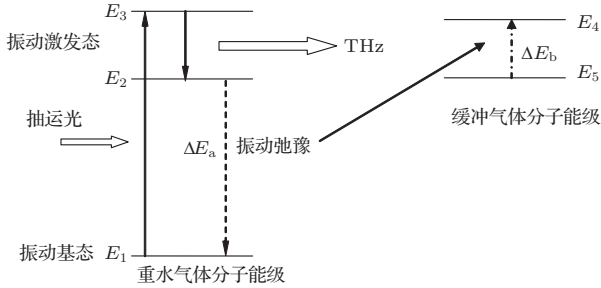 E3
振动激发态
THz
E2
抽运光
ΔEa
振动弛豫
振动基态 E1
重水气体分子能级
E4
ΔEb
E5
缓冲气体分子能级